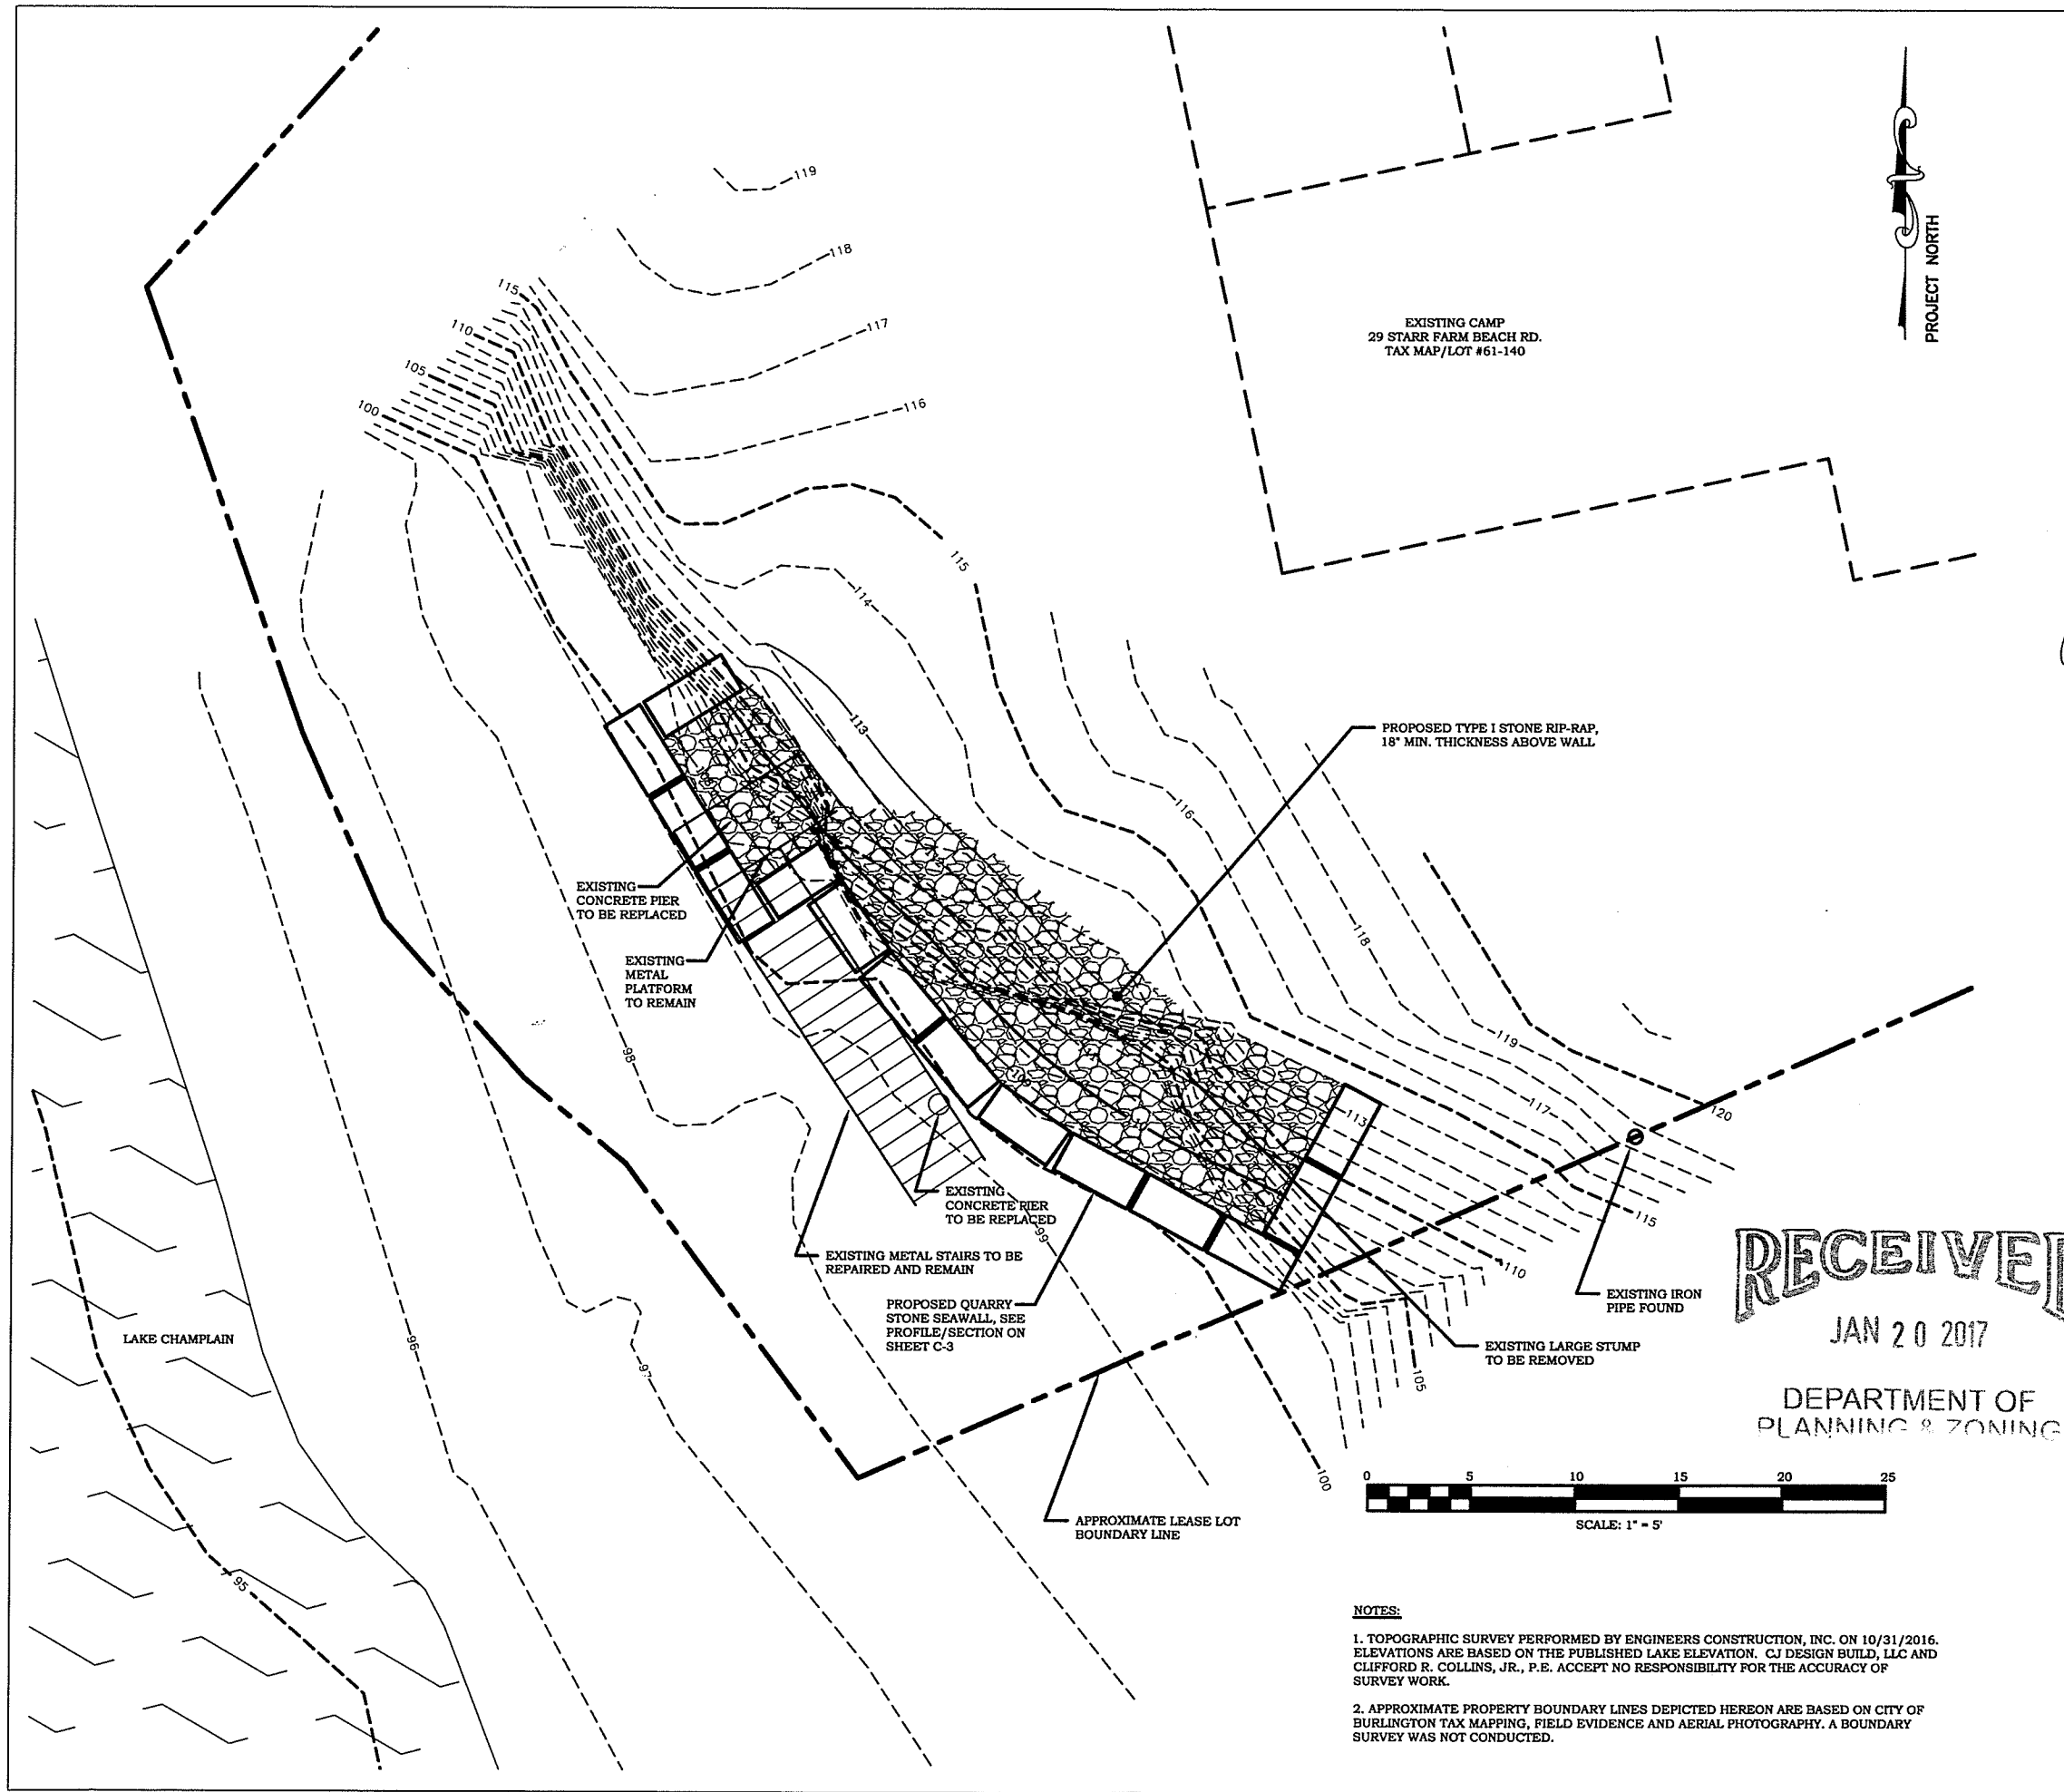 119
118
117
116
115
110
105
100
PROJECT NORTH
EXISTING CAMP
29 STARR FARM BEACH RD.
TAX MAP/LOT #61-140
115
114
113
116
118
PROPOSED TYPE I STONE RIP-RAP,
18" MIN. THICKNESS ABOVE WALL
EXISTING
CONCRETE PIER
TO BE REPLACED
EXISTING
METAL
PLATFORM
TO REMAIN
98
109
110
113
119
117
120
115
110
105
100
99
EXISTING
CONCRETE PIER
TO BE REPLACED
EXISTING METAL STAIRS TO BE
REPAIRED AND REMAIN
PROPOSED QUARRY
STONE SEAWALL, SEE
PROFILE/SECTION ON
SHEET C-3
EXISTING IRON
PIPE FOUND
EXISTING LARGE STUMP
TO BE REMOVED
LAKE CHAMPLAIN
96
97
95
APPROXIMATE LEASE LOT
BOUNDARY LINE
RECEIVE
JAN 20 2017
DEPARTMENT OF
PLANNING & ZONING
0 5 10 15 20 25
SCALE: 1" = 5'
NOTES:
1. TOPOGRAPHIC SURVEY PERFORMED BY ENGINEERS CONSTRUCTION, INC. ON 10/31/2016.
ELEVATIONS ARE BASED ON THE PUBLISHED LAKE ELEVATION. CJ DESIGN BUILD, LLC AND
CLIFFORD R. COLLINS, JR., P.E. ACCEPT NO RESPONSIBILITY FOR THE ACCURACY OF
SURVEY WORK.
2. APPROXIMATE PROPERTY BOUNDARY LINES DEPICTED HEREON ARE BASED ON CITY OF
BURLINGTON TAX MAPPING, FIELD EVIDENCE AND AERIAL PHOTOGRAPHY. A BOUNDARY
SURVEY WAS NOT CONDUCTED.